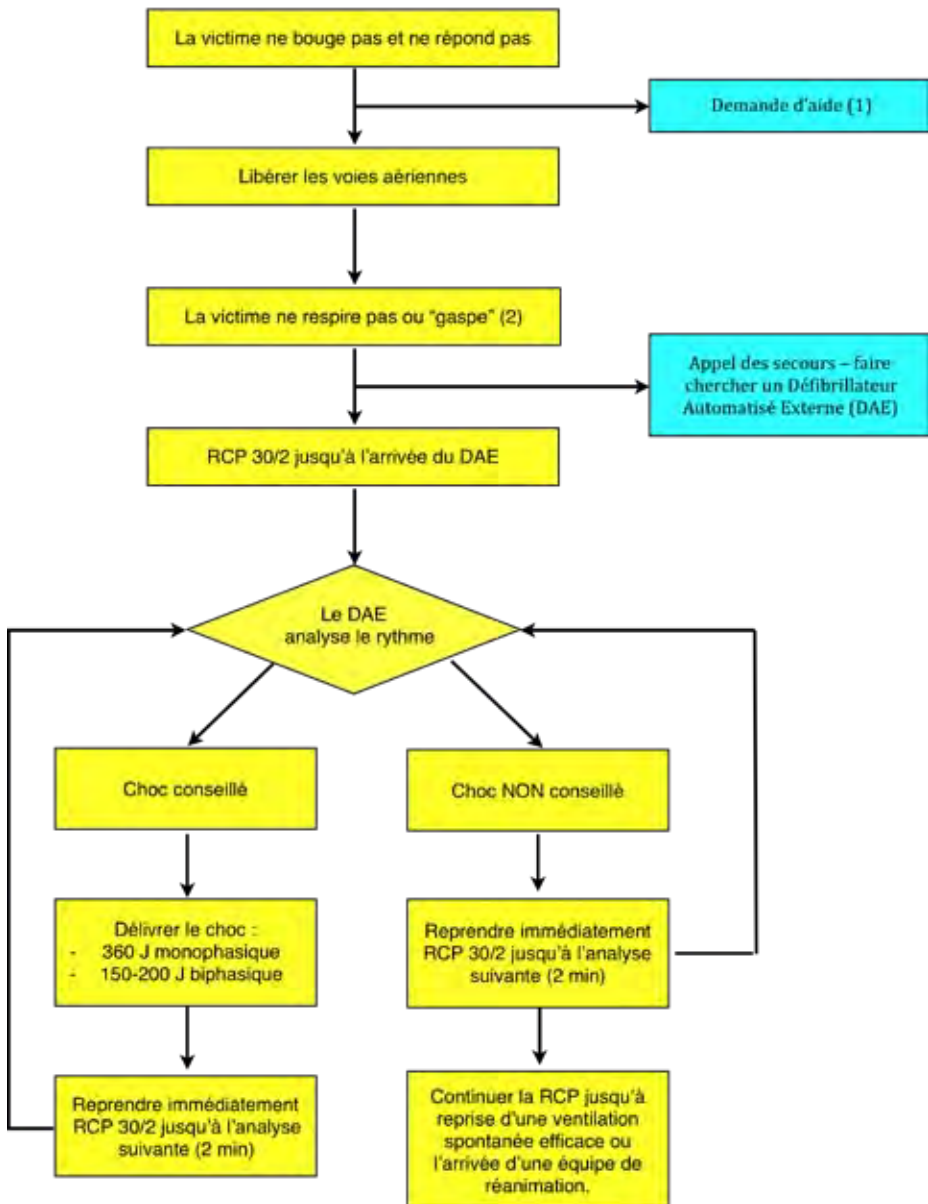 La victime ne bouge pas et ne répond pas
Demande d'aide (1)
Libérer les voies aériennes
La victime ne respire pas ou "gaspe" (2)
Appel des secours – faire
chercher un Défibrillateur
Automatisé Externe (DAE)
RCP 30/2 jusqu'à l'arrivée du DAE
Le DAE
analyse le rythme
Choc conseillé
Choc NON conseillé
Délivrer le choc :
- 360 J monophasique
- 150-200 J biphasique
Reprendre immédiatement
RCP 30/2 jusqu'à l'analyse
suivante (2 min)
Reprendre immédiatement
RCP 30/2 jusqu'à l'analyse
suivante (2 min)
Continuer la RCP jusqu'à
reprise d'une ventilation
spontanée efficace ou
l'arrivée d'une équipe de
réanimation.